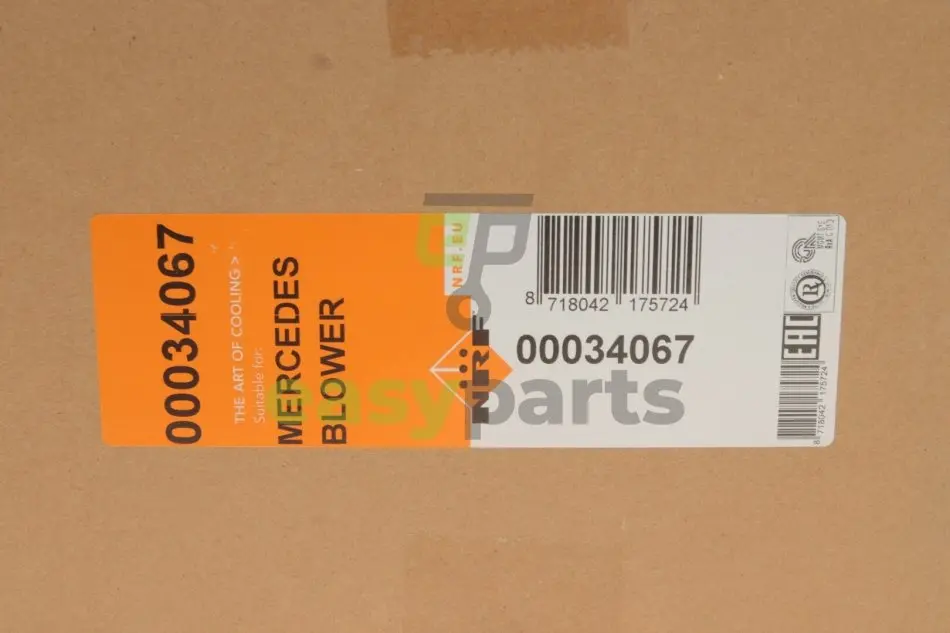 00034067
THE ART OF COOLING >
Suitable for:
MERCEDES
BLOWER
NRF.EU
NRF
8 718042 175724
00034067
EAC
8 718042 175724
easyparts